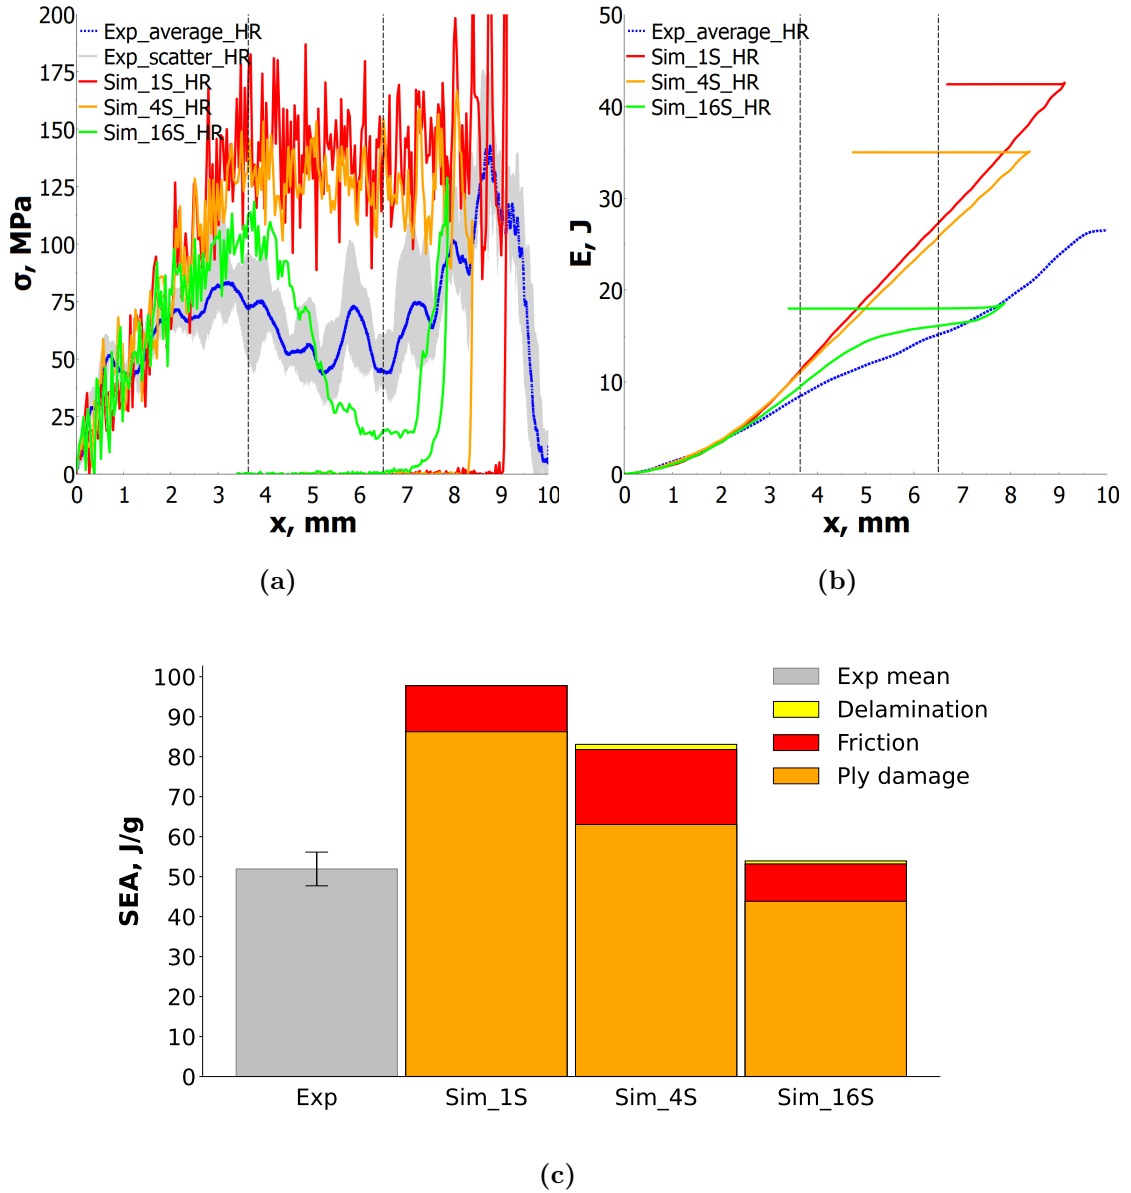 200
175
150
125
100
75
50
25
0
σ, MPa
Exp_average_HR
Exp_scatter_HR
Sim_1S_HR
Sim_4S_HR
Sim_16S_HR
0 1 2 3 4 5 6 7 8 9 10
x, mm
(a)
50
40
30
20
10
0
E, J
Exp_average_HR
Sim_1S_HR
Sim_4S_HR
Sim_16S_HR
0 1 2 3 4 5 6 7 8 9 10
x, mm
(b)
100
90
80
70
60
50
40
30
20
10
0
SEA, J/g
Exp mean
Delamination
Friction
Ply damage
Exp Sim_1S Sim_4S Sim_16S
(c)